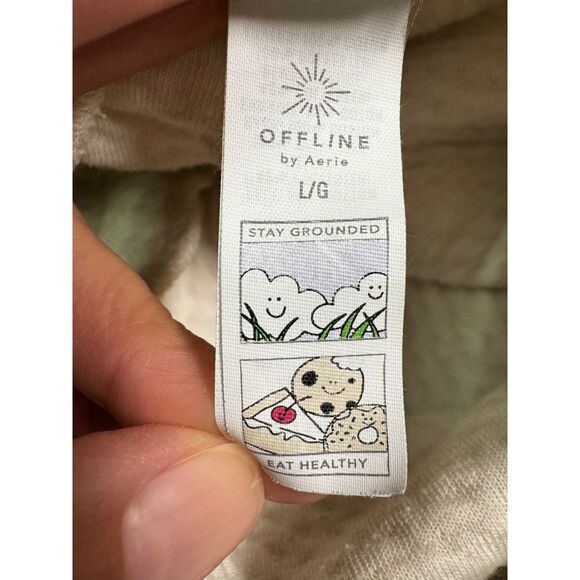 OFFLINE
by Aerie
L/G
STAY GROUNDED
EAT HEALTHY